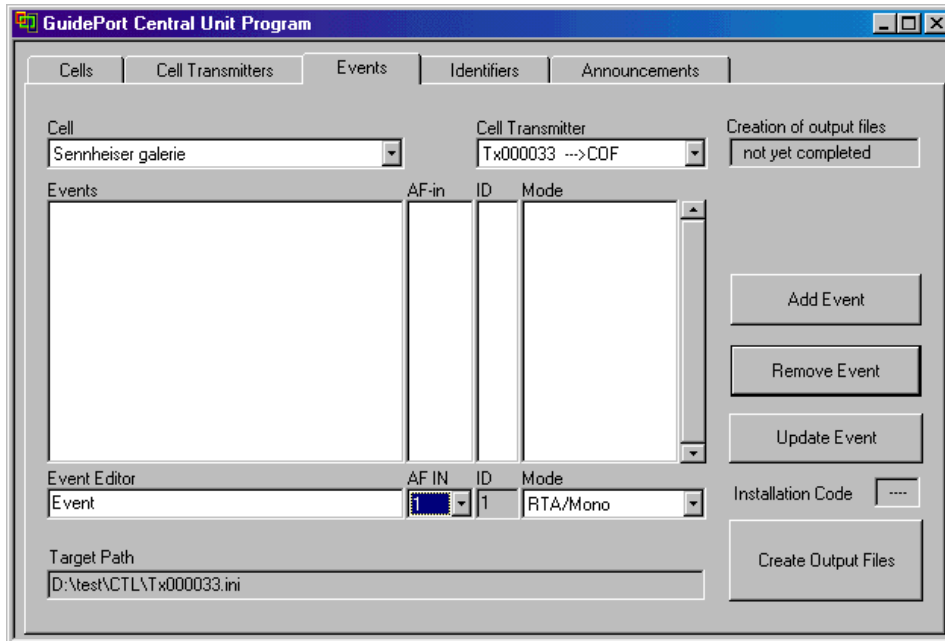 GuidePort Central Unit Program
Cells Cell Transmitters Events Identifiers Announcements
Cell Cell Transmitter Creation of output files
Sennheiser galerie Tx000033 --->COF not yet completed
Events AF-in ID Mode
Add Event
Remove Event
Update Event
Event Editor AF IN ID Mode
Installation Code ----
Event 1 1 RTA/Mono
Target Path
Create Output Files
D:\test\CTL\Tx000033.ini